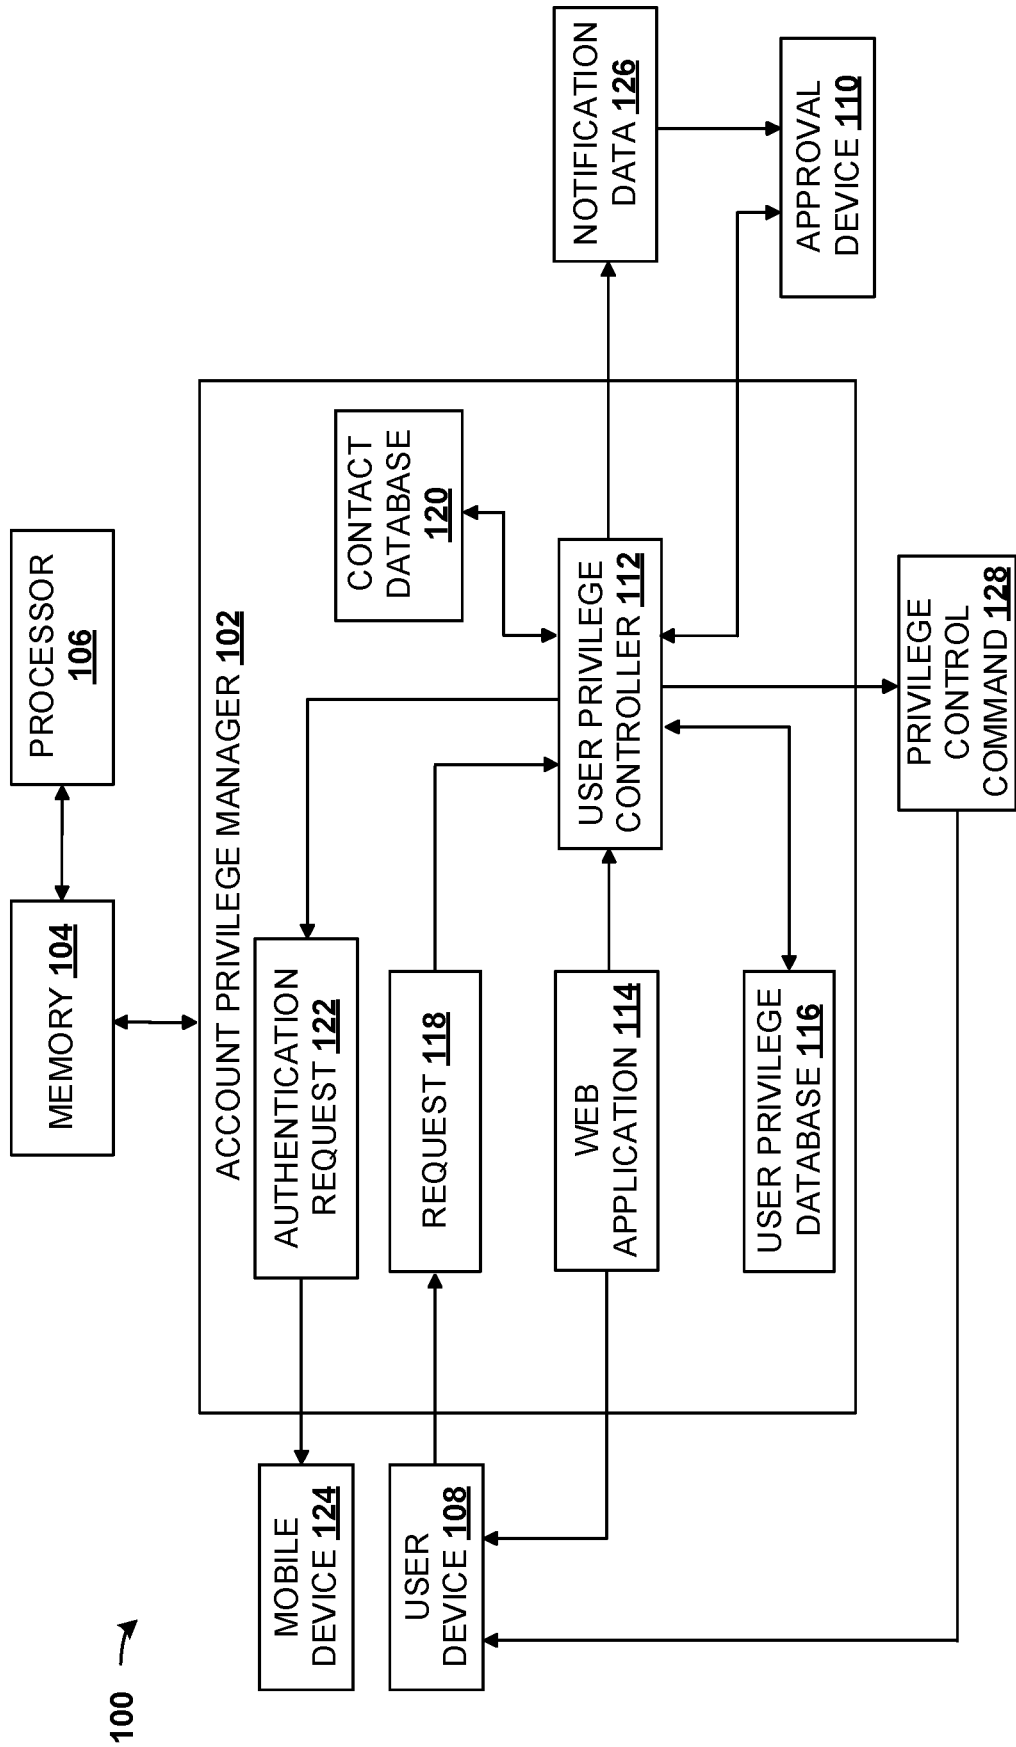 100
MEMORY 104
PROCESSOR
106
ACCOUNT PRIVILEGE MANAGER 102
MOBILE
DEVICE 124
AUTHENTICATION
REQUEST 122
CONTACT
DATABASE
120
USER
DEVICE 108
REQUEST 118
WEB
APPLICATION 114
USER PRIVILEGE
CONTROLLER 112
NOTIFICATION
DATA 126
USER PRIVILEGE
DATABASE 116
APPROVAL
DEVICE 110
PRIVILEGE
CONTROL
COMMAND 128